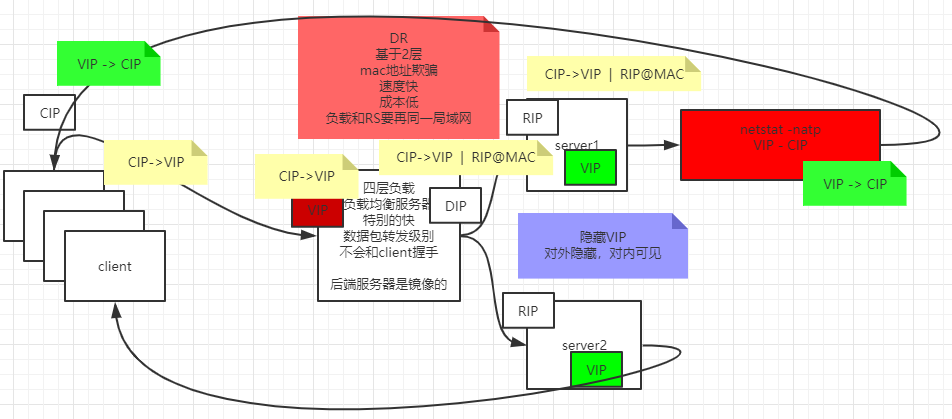 DR
基于2层
mac地址欺骗
速度快
成本低
负载和RS要再同一局域网
VIP -> CIP
CIP
CIP->VIP
client
CIP->VIP
VIP
四层负载
负载均衡服务器
特别的快
数据包转发级别
不会和client握手
后端服务器是镜像的
DIP
CIP->VIP | RIP@MAC
CIP->VIP | RIP@MAC
RIP
server1
VIP
netstat -natp
VIP - CIP
VIP -> CIP
隐藏VIP
对外隐藏，对内可见
RIP
server2
VIP